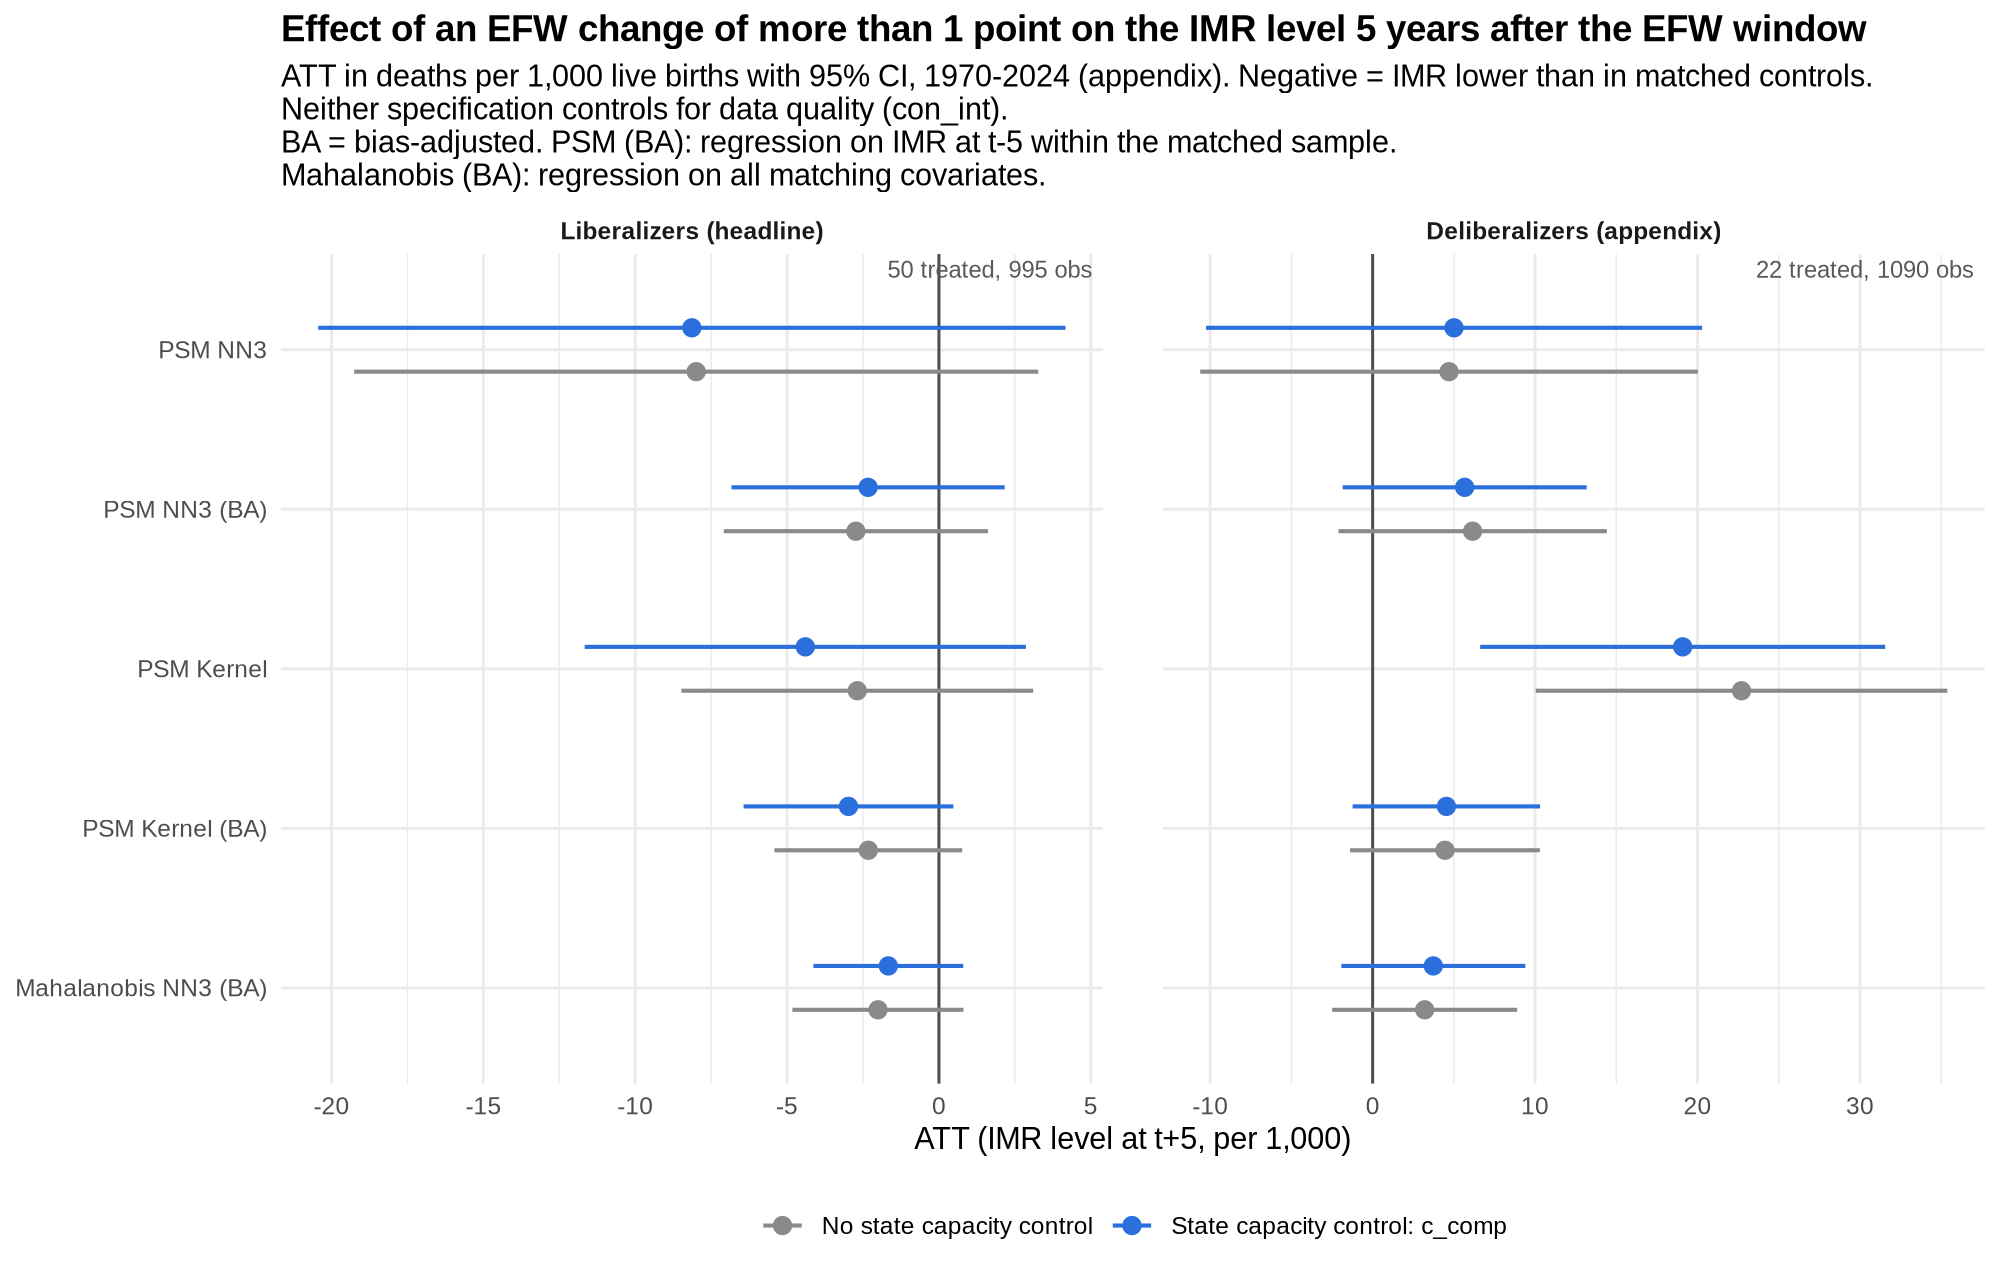 Effect of an EFW change of more than 1 point on the IMR level 5 years after the EFW window
ATT in deaths per 1,000 live births with 95% CI, 1970-2024 (appendix). Negative = IMR lower than in matched controls.
Neither specification controls for data quality (con_int).
BA = bias-adjusted. PSM (BA): regression on IMR at t-5 within the matched sample.
Mahalanobis (BA): regression on all matching covariates.
Liberalizers (headline)
Deliberalizers (appendix)
50 treated, 995 obs
22 treated, 1090 obs
PSM NN3
PSM NN3 (BA)
PSM Kernel
PSM Kernel (BA)
Mahalanobis NN3 (BA)
-20 -15 -10 -5 0 5
-10 0 10 20 30
ATT (IMR level at t+5, per 1,000)
No state capacity control
State capacity control: c_comp